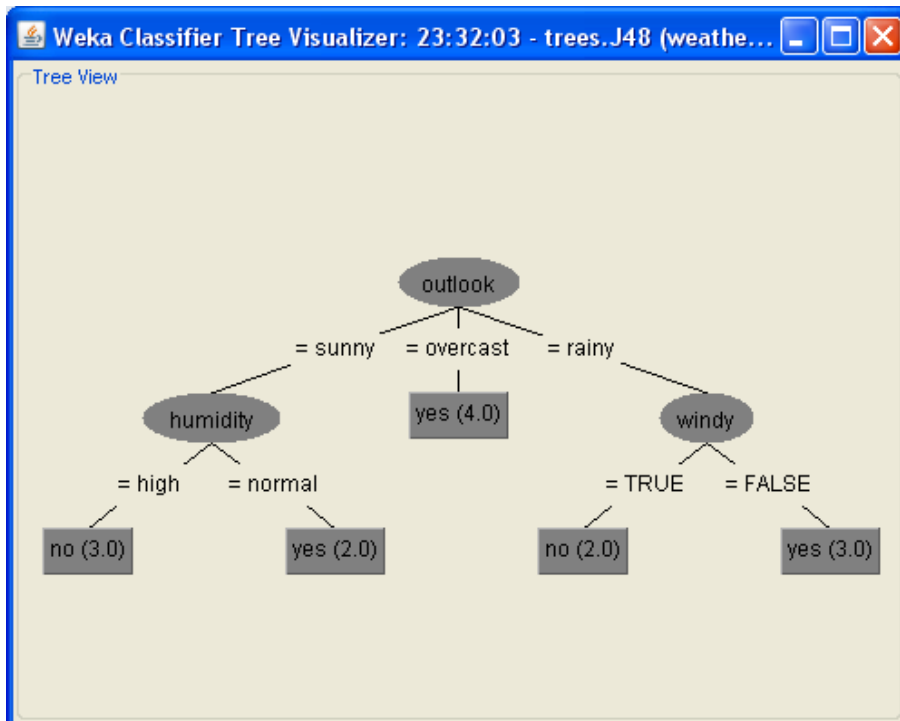 Weka Classifier Tree Visualizer: 23:32:03 - trees.J48 (weathe...
Tree View
outlook
= sunny = overcast = rainy
humidity yes (4.0) windy
= high = normal = TRUE = FALSE
no (3.0) yes (2.0) no (2.0) yes (3.0)